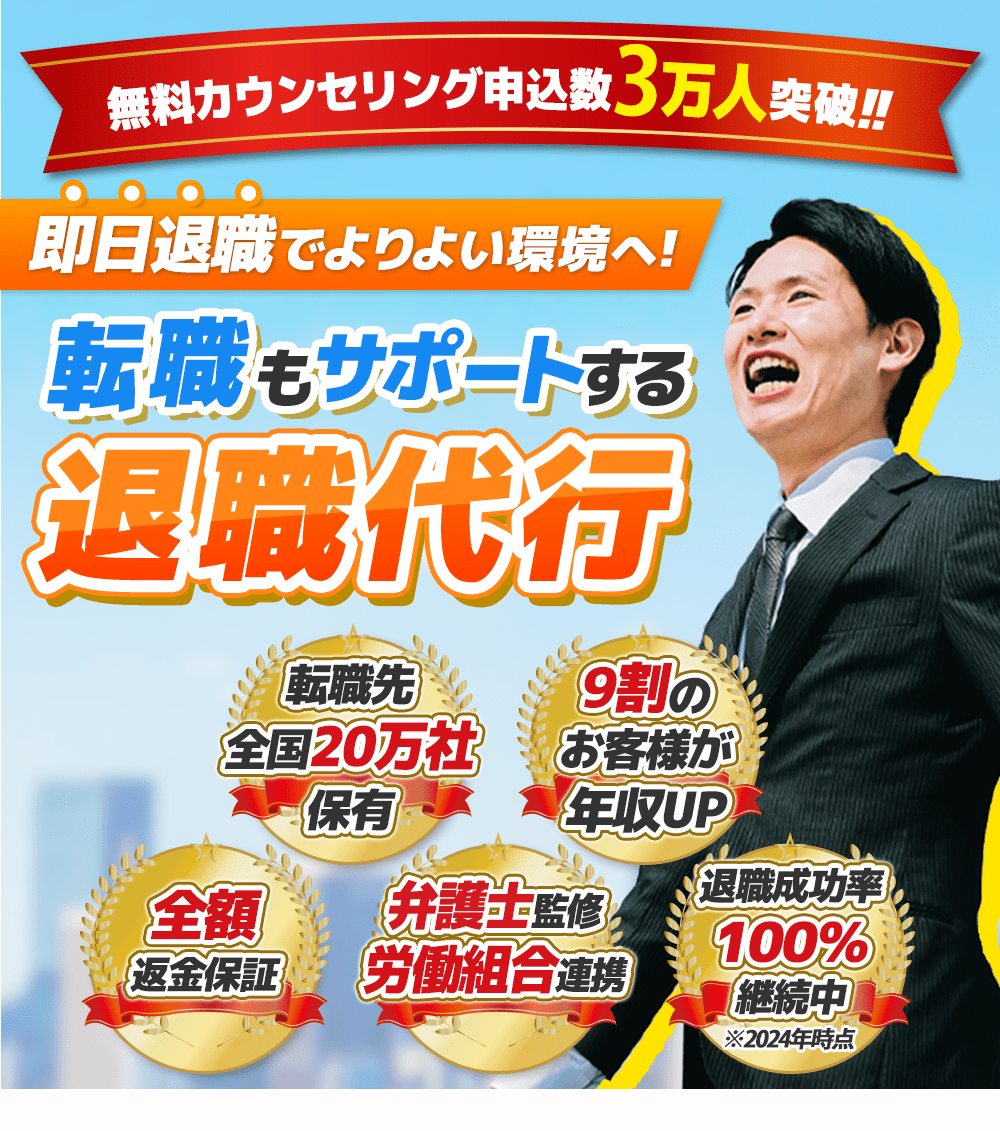 無料カウンセリング申込数3万人突破!!
即日退職でよりよい環境へ!
転職もサポートする
退職代行
転職先
全国20万社
保有
9割の
お客様が
年収UP
全額
返金保証
弁護士監修
労働組合連携
退職成功率
100%
継続中
※2024年時点